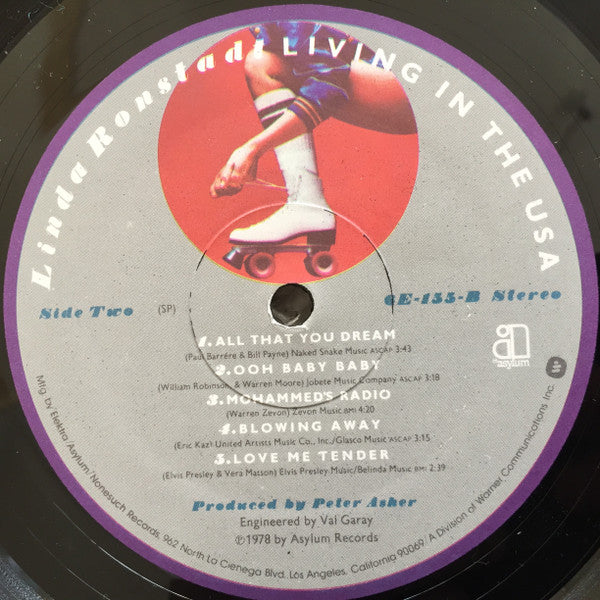 Linda Ronstadt LIVING IN THE USA
Side Two
(SP)
6E-155-B Stereo
1. ALL THAT YOU DREAM
(Paul Barrére & Bill Payne) Naked Snake Music ASCAP 3:43
2. OOH BABY BABY
(William Robinson & Warren Moore) Jobete Music Company ASCAP 3:18
3. MOHAMMED'S RADIO
(Warren Zevon) Zevon Music BMI 4:20
4. BLOWING AWAY
(Eric Kaz) United Artists Music Co., Inc./Glasco Music ASCAP 3:15
5. LOVE ME TENDER
(Elvis Presley & Vera Matson) Elvis Presley Music/Belinda Music BMI 2:39
asylum
Produced by Peter Asher
Engineered by Val Garay
℗1978 by Asylum Records
Mfg. by Elektra/Asylum/Nonesuch Records, 962 North La Cienega Blvd. Los Angeles, California 90069. A Division of Warner Communications Inc.